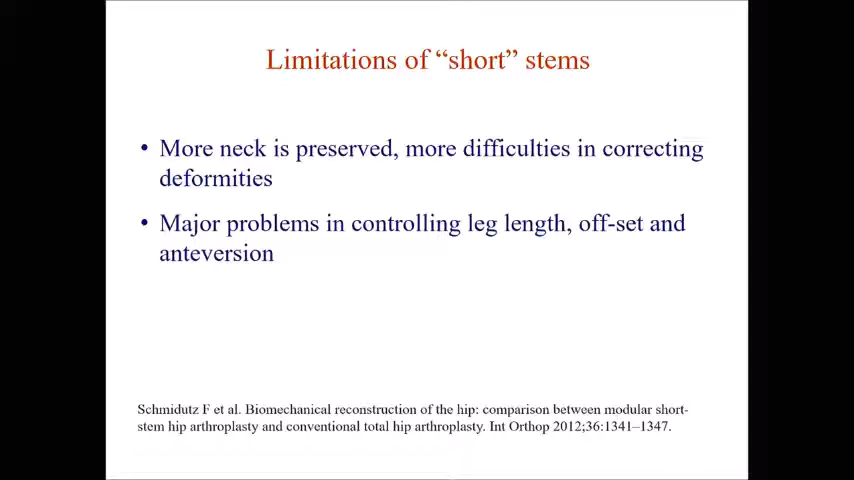 Limitations of “short” stems
• More neck is preserved, more difficulties in correcting
deformities
• Major problems in controlling leg length, off-set and
anteversion
Schmidutz F et al. Biomechanical reconstruction of the hip: comparison between modular short-
stem hip arthroplasty and conventional total hip arthroplasty. Int Orthop 2012;36:1341–1347.